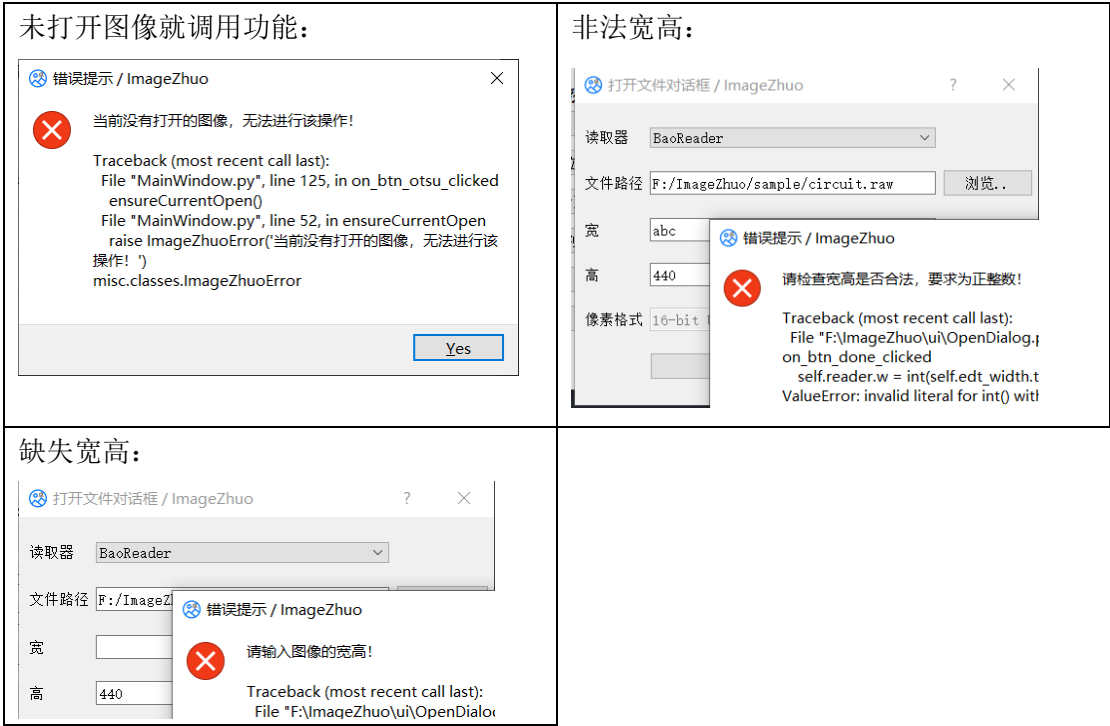 未打开图像就调用功能：
错误提示 / ImageZhuo
当前没有打开的图像，无法进行该操作！
Traceback (most recent call last):
File "MainWindow.py", line 125, in on_btn_otsu_clicked
ensureCurrentOpen()
File "MainWindow.py", line 52, in ensureCurrentOpen
raise ImageZhuoError('当前没有打开的图像，无法进行该
操作！')
misc.classes.ImageZhuoError
Yes
非法宽高：
打开文件对话框 / ImageZhuo ?
读取器 BaoReader
文件路径 F:/ImageZhuo/sample/circuit.raw 浏览..
宽 abc
高 440
像素格式 16-bit
错误提示 / ImageZhuo
请检查宽高是否合法，要求为正整数！
Traceback (most recent call last):
File "F:\ImageZhuo\ui\OpenDialog.p
on_btn_done_clicked
self.reader.w = int(self.edt_width.t
ValueError: invalid literal for int() with
缺失宽高：
打开文件对话框 / ImageZhuo ?
读取器 BaoReader
文件路径 F:/ImageZ
宽
高 440
错误提示 / ImageZhuo
请输入图像的宽高！
Traceback (most recent call last):
File "F:\ImageZhuo\ui\OpenDialo